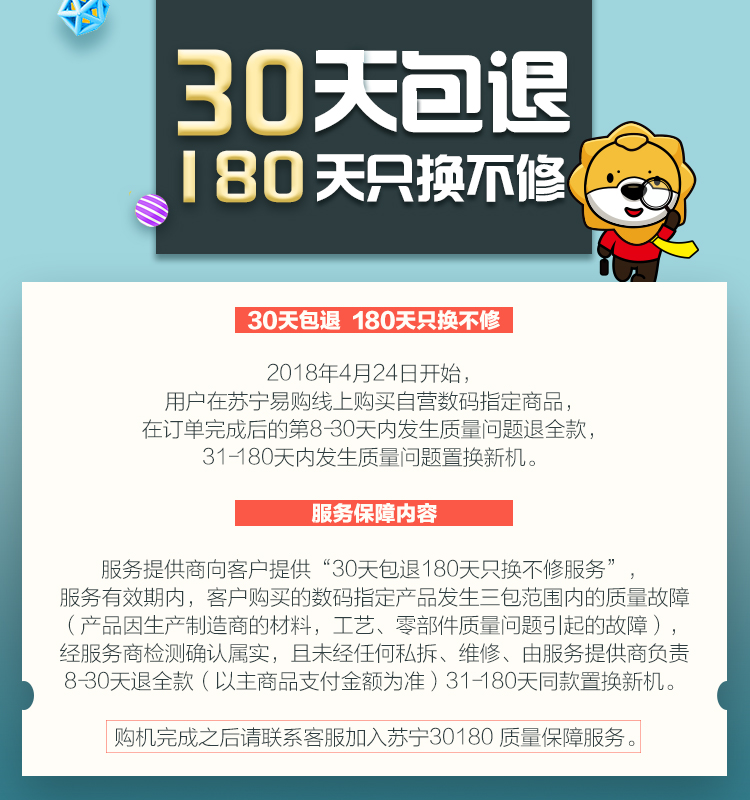 30天包退
180天只换不修
30天包退 180天只换不修
2018年4月24日开始，
用户在苏宁易购线上购买自营数码指定商品，
在订单完成后的第8-30天内发生质量问题退全款，
31-180天内发生质量问题置换新机。
服务保障内容
服务提供商向客户提供“30天包退180天只换不修服务”，
服务有效期内，客户购买的数码指定产品发生三包范围内的质量故障
（产品因生产制造商的材料，工艺、零部件质量问题引起的故障），
经服务商检测确认属实，且未经任何私拆、维修、由服务提供商负责
8-30天退全款（以主商品支付金额为准）31-180天同款置换新机。
购机完成之后请联系客服加入苏宁30180 质量保障服务。